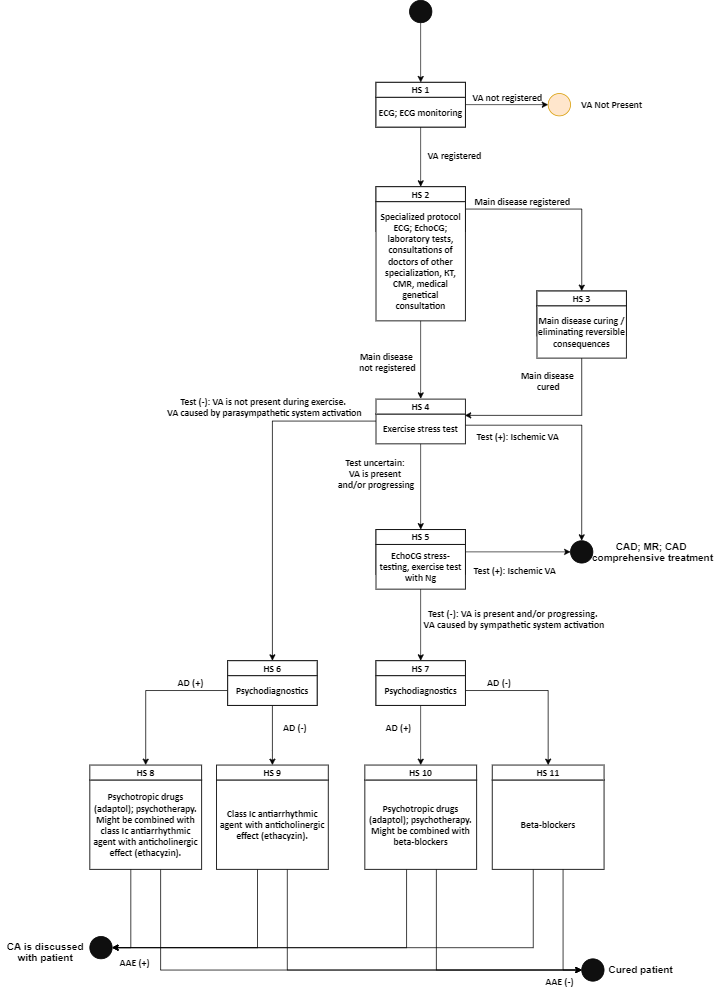 HS 1
ECG; ECG monitoring
VA not registered
VA Not Present
VA registered
HS 2
Specialized protocol
ECG; EchoCG;
laboratory tests,
consultations of
doctors of other
specialization, KT,
CMR, medical
genetical
consultation
Main disease registered
HS 3
Main disease curing /
eliminating reversible
consequences
Main disease
not registered
Main disease
cured
Test (-): VA is not present during exercise.
VA caused by parasympathetic system activation
HS 4
Exercise stress test
Test (+): Ischemic VA
Test uncertain:
VA is present
and/or progressing
HS 5
EchoCG stress-
testing, exercise test
with Ng
Test (+): Ischemic VA
CAD; MR; CAD
comprehensive treatment
Test (-): VA is present and/or progressing.
VA caused by sympathetic system activation
HS 6
Psychodiagnostics
HS 7
Psychodiagnostics
AD (+)
AD (-)
AD (+)
AD (-)
HS 8
Psychotropic drugs
(adaptol); psychotherapy.
Might be combined with
class Ic antiarrhythmic
agent with anticholinergic
effect (ethacyzin).
HS 9
Class Ic antiarrhythmic
agent with anticholinergic
effect (ethacyzin).
HS 10
Psychotropic drugs
(adaptol); psychotherapy.
Might be combined with
beta-blockers
HS 11
Beta-blockers
CA is discussed
with patient
AAE (+)
AAE (-)
Cured patient